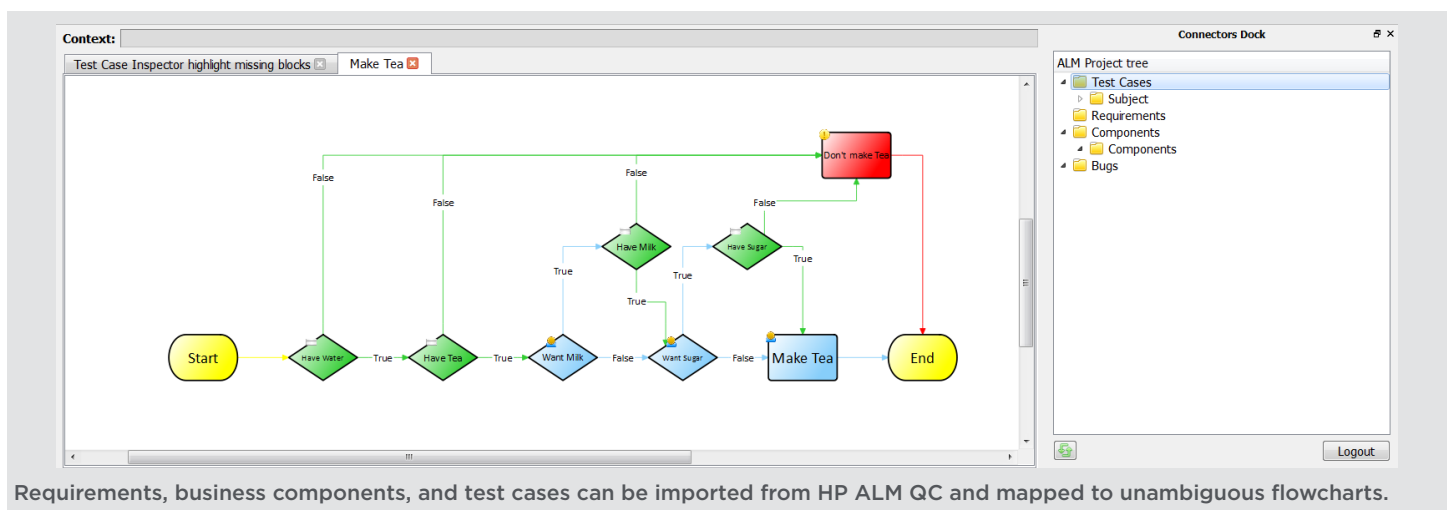 Context:
Connectors Dock
Test Case Inspector highlight missing blocks
Make Tea
ALM Project tree
Test Cases
Subject
Requirements
Components
Components
Bugs
Don't make Tea
False
False
False
False
Have Milk
Have Sugar
True
True
True
True
Start
Have Water
True
Have Tea
True
Want Milk
False
Want Sugar
False
Make Tea
End
Logout
Requirements, business components, and test cases can be imported from HP ALM QC and mapped to unambiguous flowcharts.